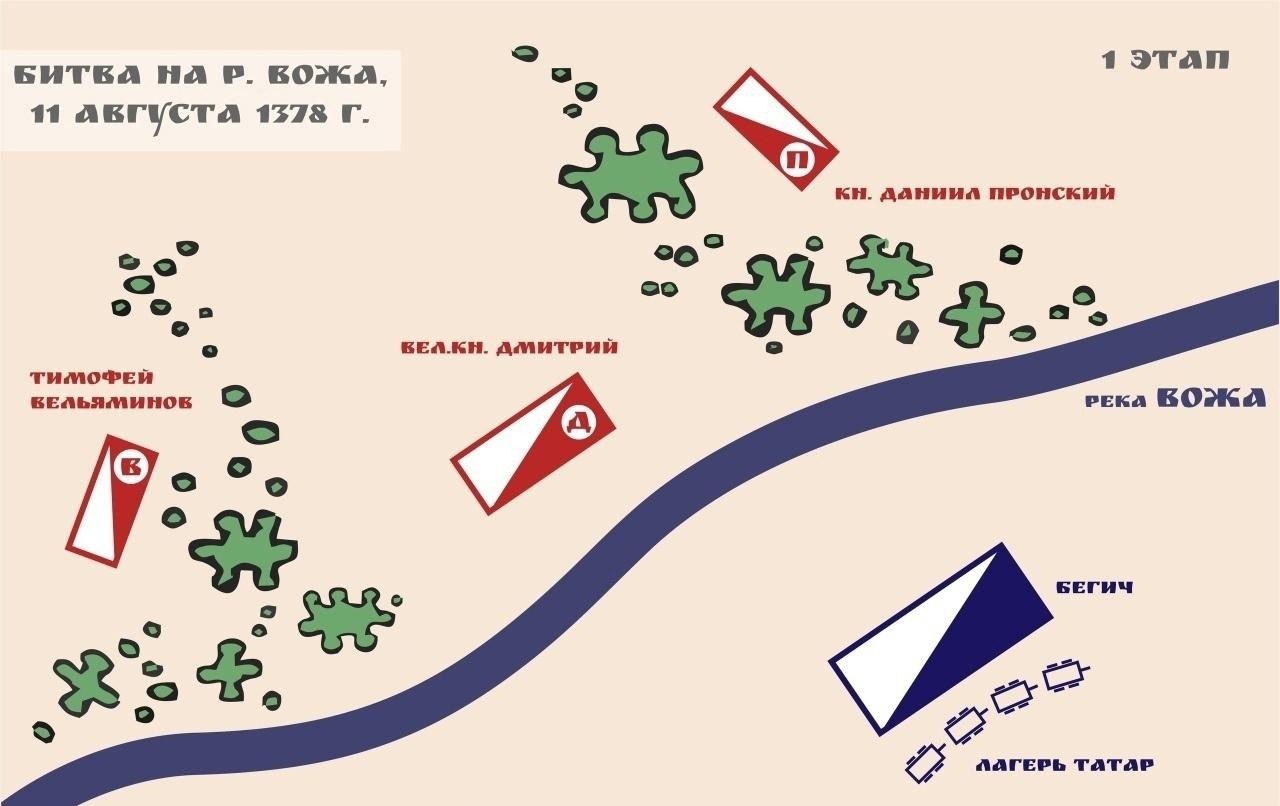 БИТВА НА Р. ВОЖА,
11 АВГУСТА 1378 Г.
1 ЭТАП
П
КН. ДАНИИЛ ПРОНСКИЙ
ВЕЛ.КН. ДМИТРИЙ
Д
ТИМОФЕЙ
ВЕЛЬЯМИНОВ
В
РЕКА ВОЖА
БЕГИЧ
ЛАГЕРЬ ТАТАР